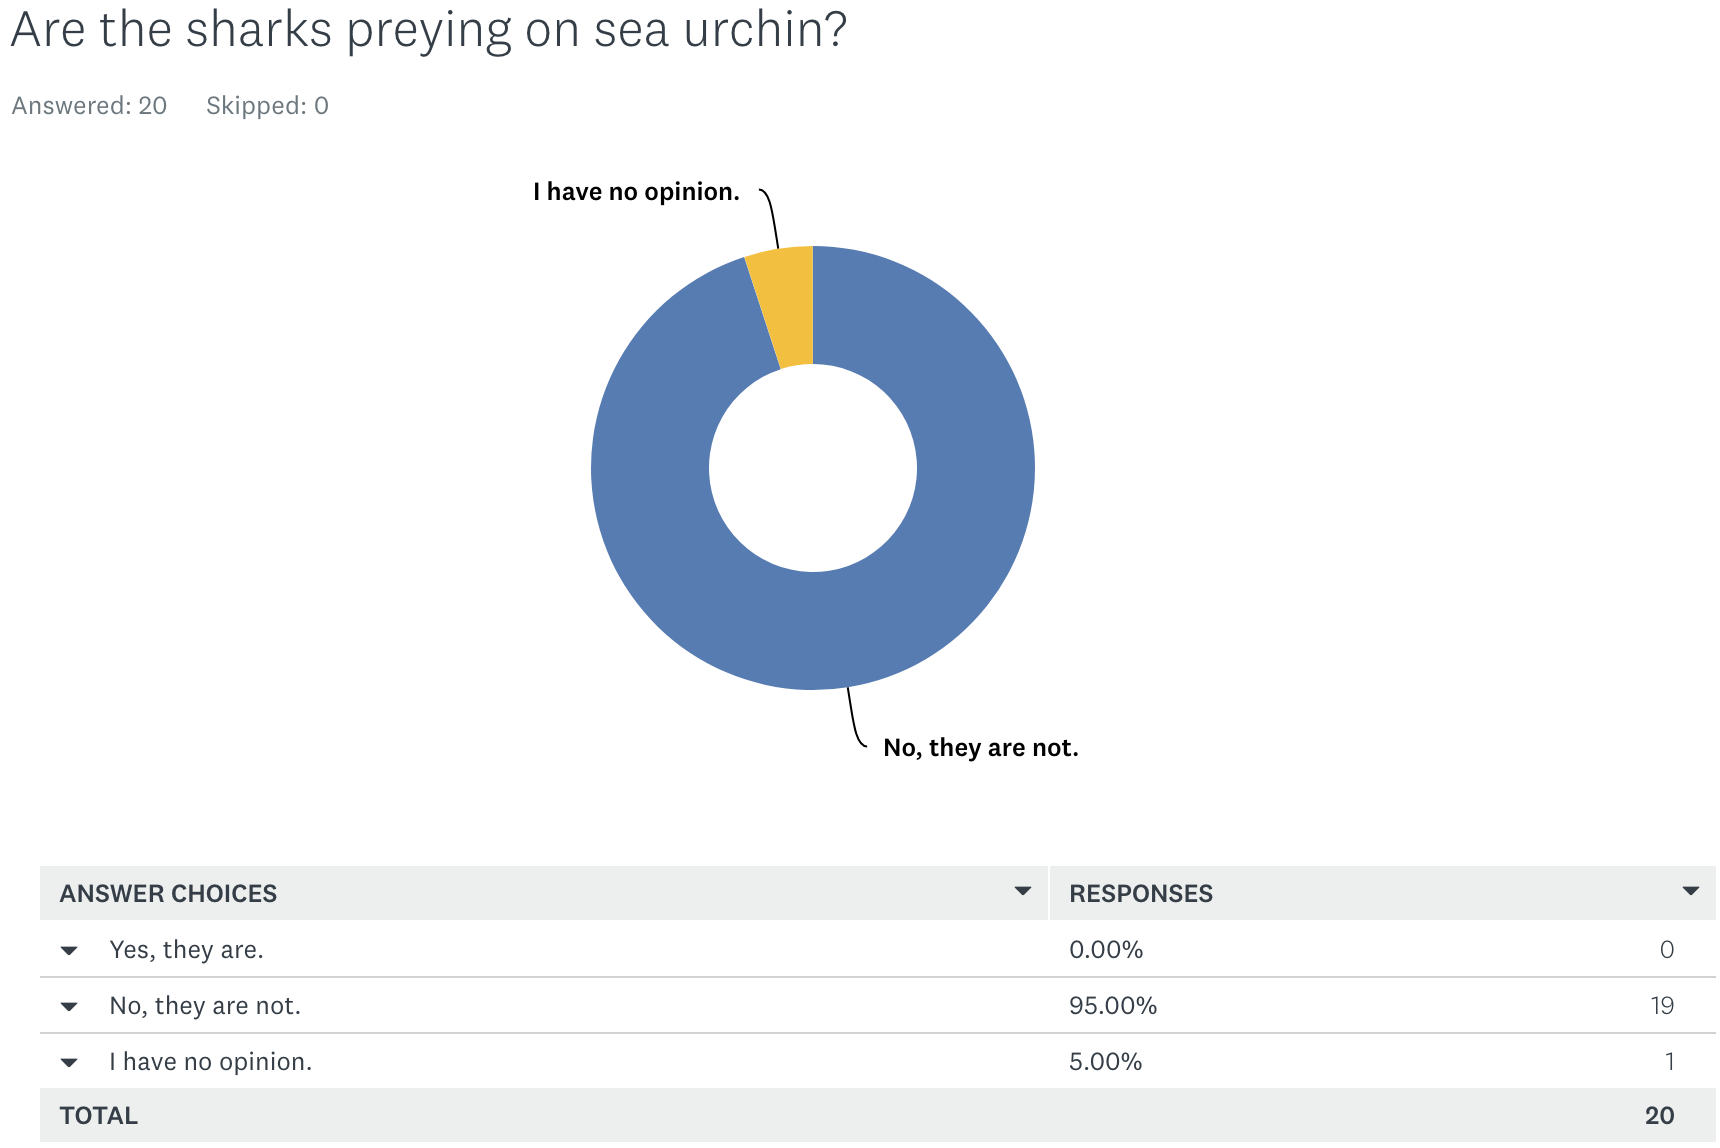 Are the sharks preying on sea urchin?
Answered: 20 Skipped: 0
I have no opinion.
No, they are not.
ANSWER CHOICES RESPONSES
Yes, they are. 0.00% 0
No, they are not. 95.00% 19
I have no opinion. 5.00% 1
TOTAL 20